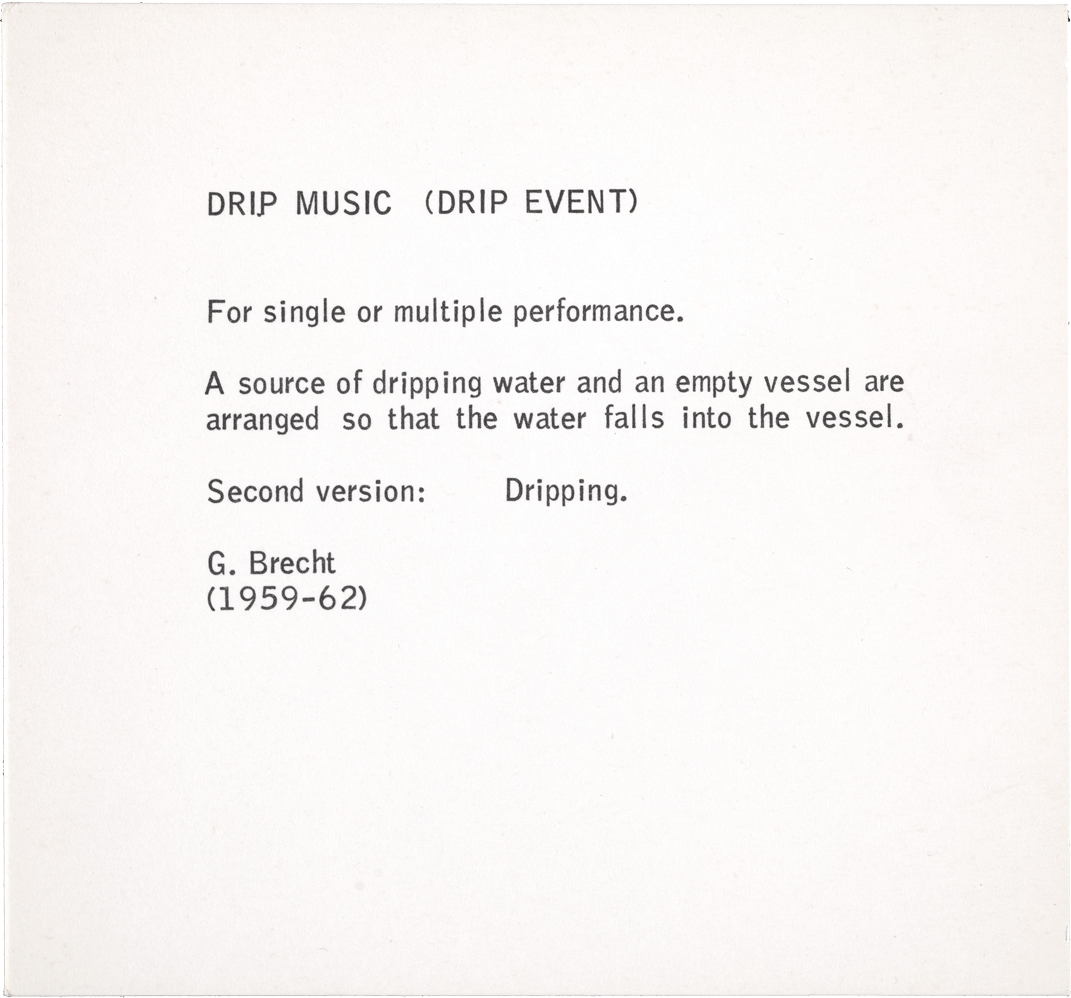 DRIP MUSIC (DRIP EVENT)
For single or multiple performance.
A source of dripping water and an empty vessel are
arranged so that the water falls into the vessel.
Second version: Dripping.
G. Brecht
(1959-62)